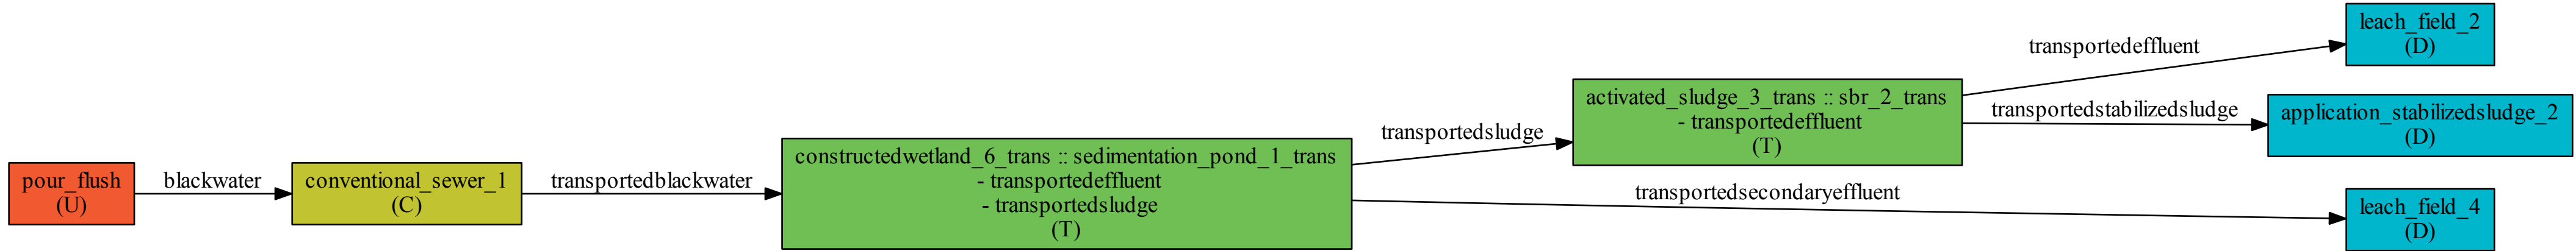 pour_flush
(U)
blackwater
conventional_sewer_1
(C)
transportedblackwater
constructedwetland_6_trans :: sedimentation_pond_1_trans
- transportedeffluent
- transportedsludge
(T)
transportedsludge
activated_sludge_3_trans :: sbr_2_trans
- transportedeffluent
(T)
transportedeffluent
leach_field_2
(D)
transportedstabilizedsludge
application_stabilizedsludge_2
(D)
transportedsecondaryeffluent
leach_field_4
(D)